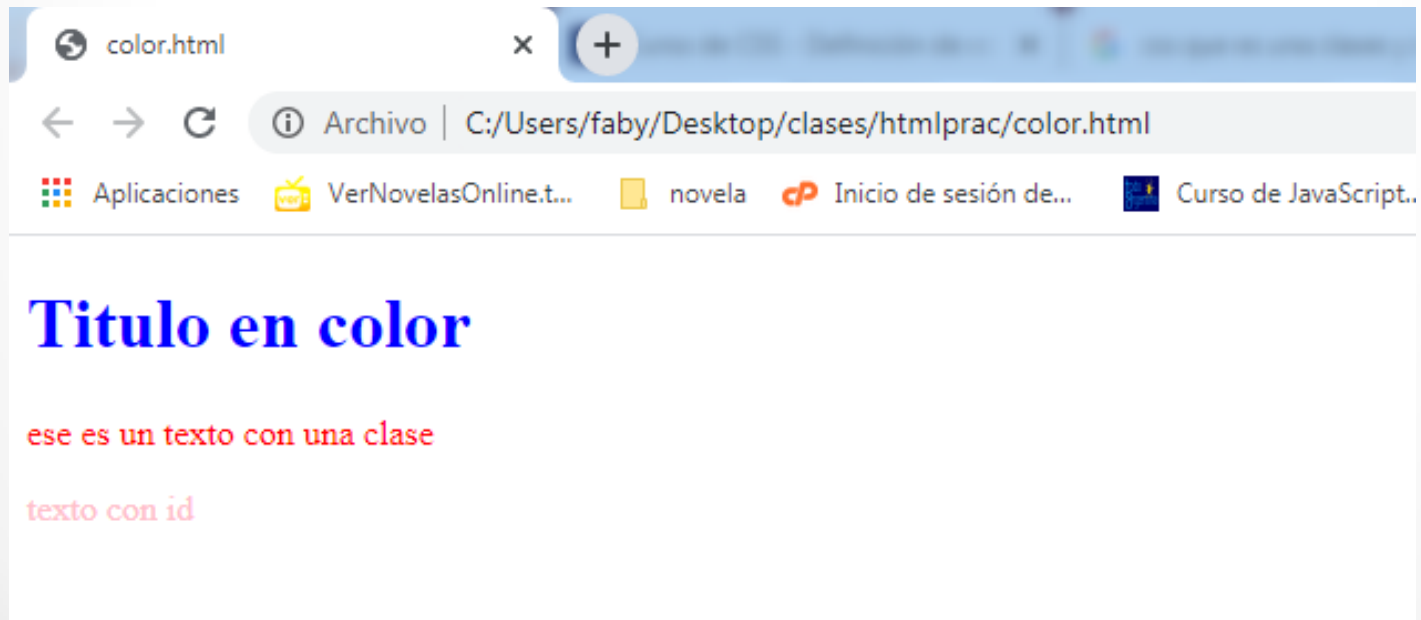 color.html
Archivo C:/Users/faby/Desktop/clases/htmlprac/color.html
Aplicaciones VerNovelasOnline.t... novela Inicio de sesión de... Curso de JavaScript...
Titulo en color
ese es un texto con una clase
texto con id